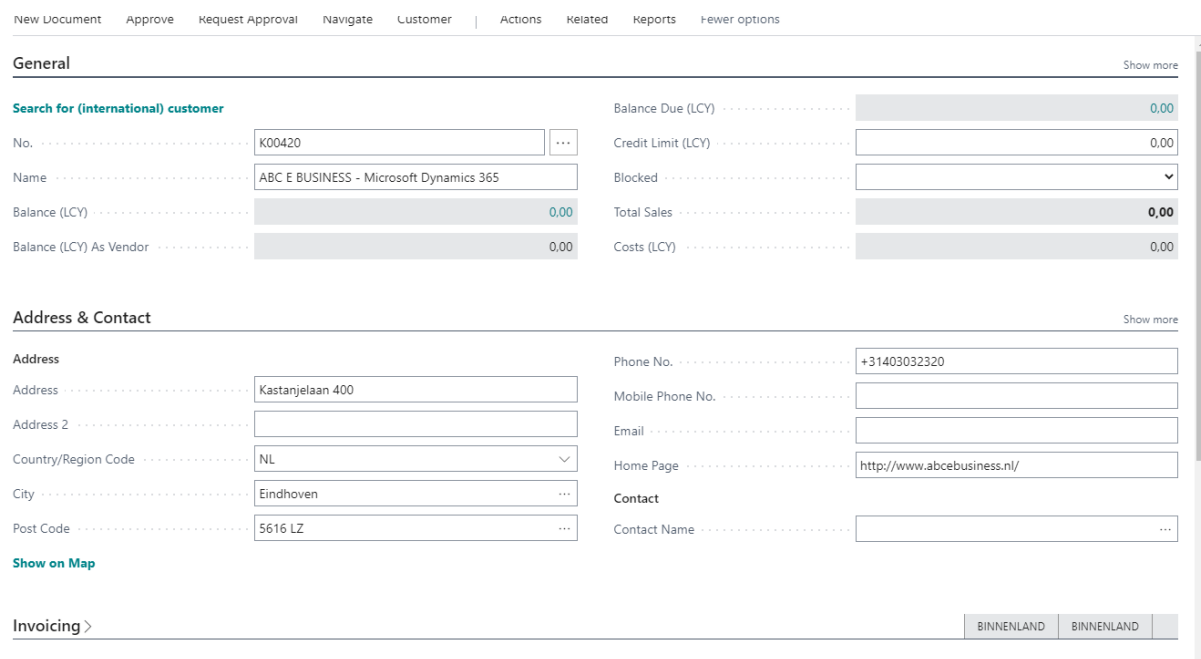 New Document Approve Request Approval Navigate Customer | Actions Related Reports Fewer options
General Show more
Search for (international) customer
No. K00420 ...
Name ABC E BUSINESS - Microsoft Dynamics 365
Balance (LCY) 0,00
Balance (LCY) As Vendor 0,00
Balance Due (LCY) 0,00
Credit Limit (LCY) 0,00
Blocked
Total Sales 0,00
Costs (LCY) 0,00
Address & Contact Show more
Address
Address Kastanjelaan 400
Address 2
Country/Region Code NL
City Eindhoven ...
Post Code 5616 LZ ...
Show on Map
Phone No. +31403032320
Mobile Phone No.
Email
Home Page http://www.abcebusiness.nl/
Contact
Contact Name ...
Invoicing > BINNENLAND BINNENLAND